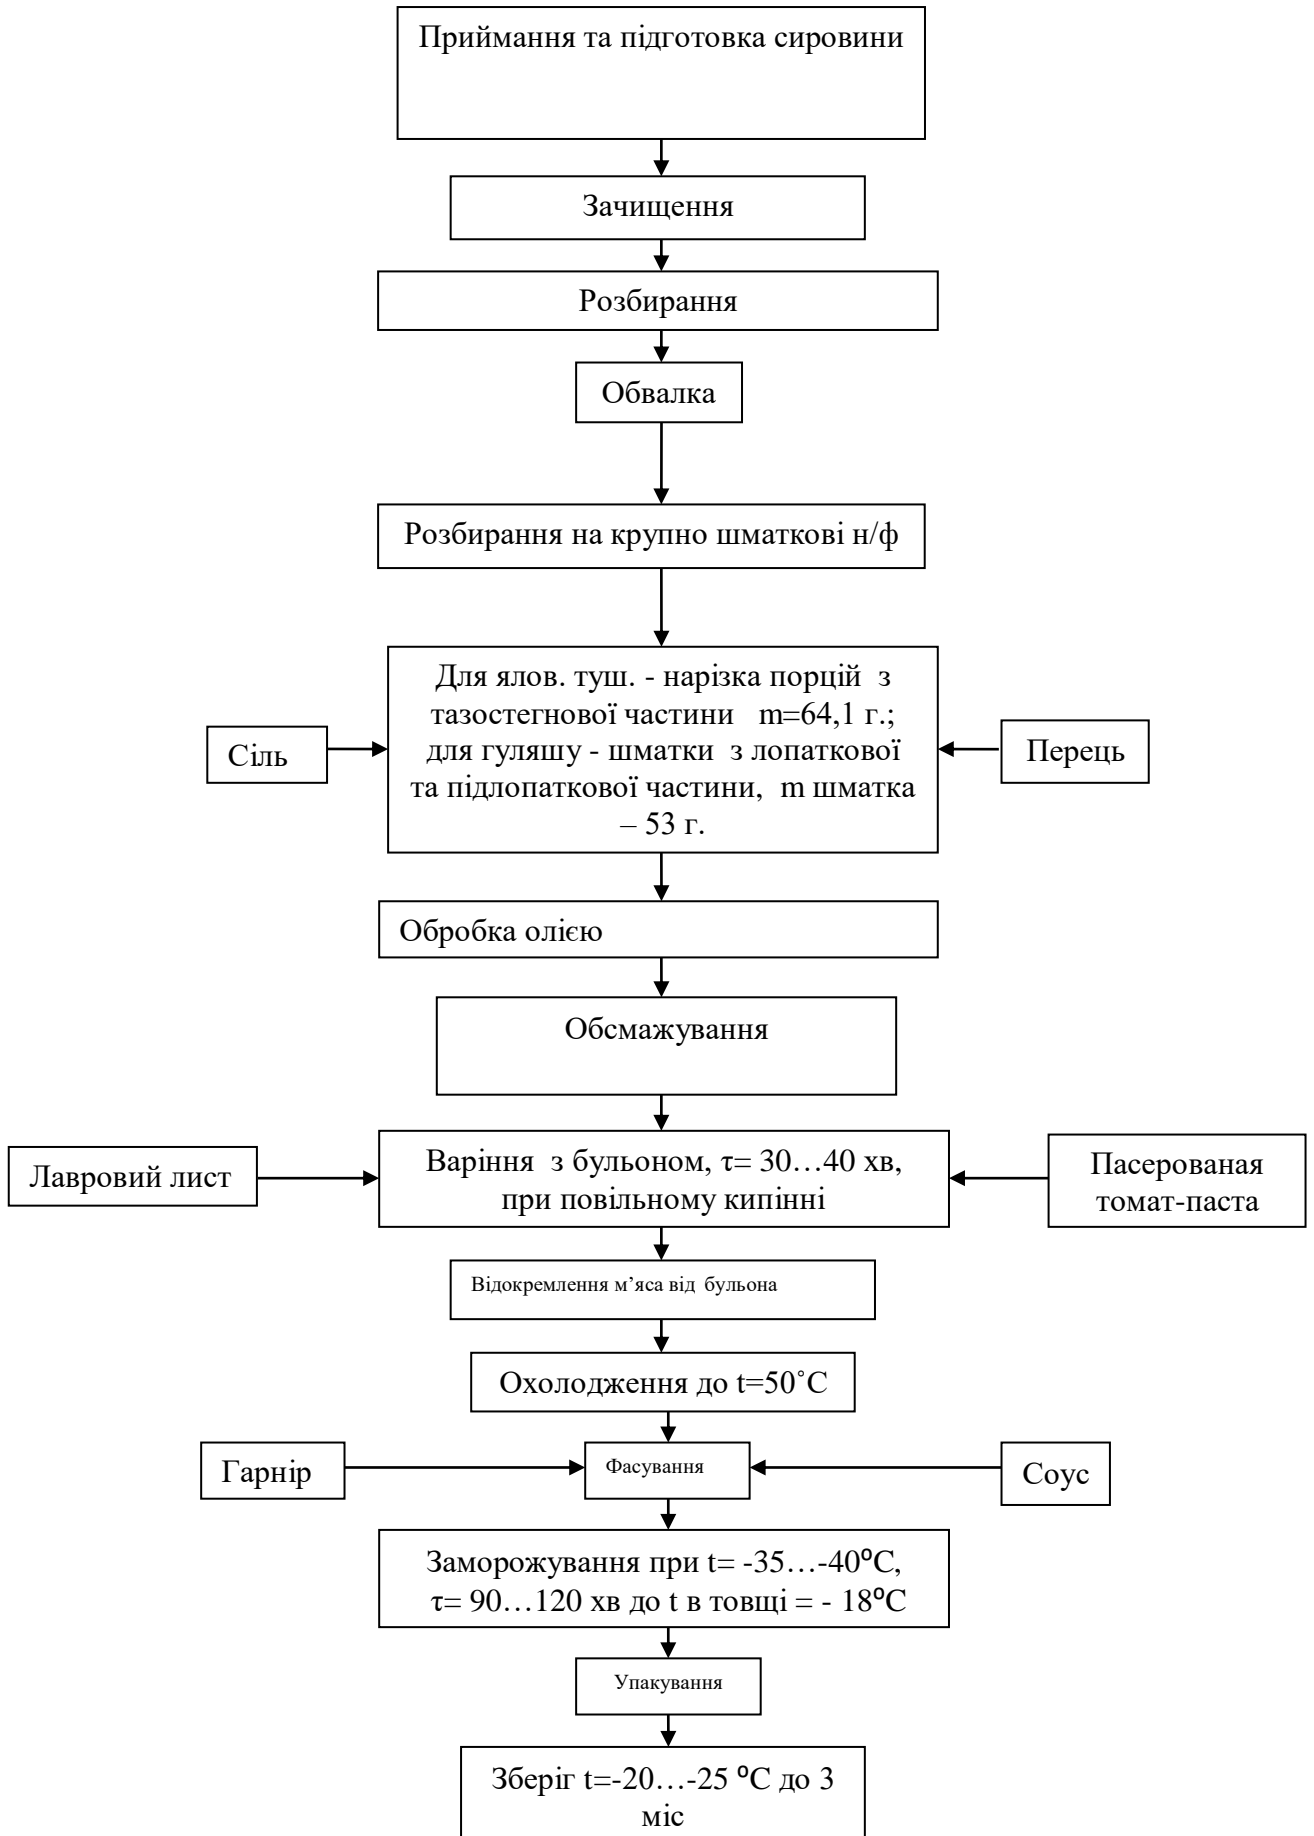 Приймання та підготовка сировини
Зачищення
Розбирання
Обвалка
Розбирання на крупно шматкові н/ф
Для ялов. туш. - нарізка порцій з
тазостегнової частини m=64,1 г.;
для гуляшу - шматки з лопаткової
та підлопаткової частини, m шматка
– 53 г.
Сіль
Перець
Обробка олією
Обсмажування
Лавровий лист
Варіння з бульоном, τ= 30…40 хв,
при повільному кипінні
Пасерованая
томат-паста
Відокремлення м’яса від бульона
Охолодження до t=50˚С
Гарнір
Фасування
Соус
Заморожування при t= -35…-40⁰С,
τ= 90…120 хв до t в товщі = - 18⁰С
Упакування
Зберіг t=-20…-25 ⁰С до 3
міс